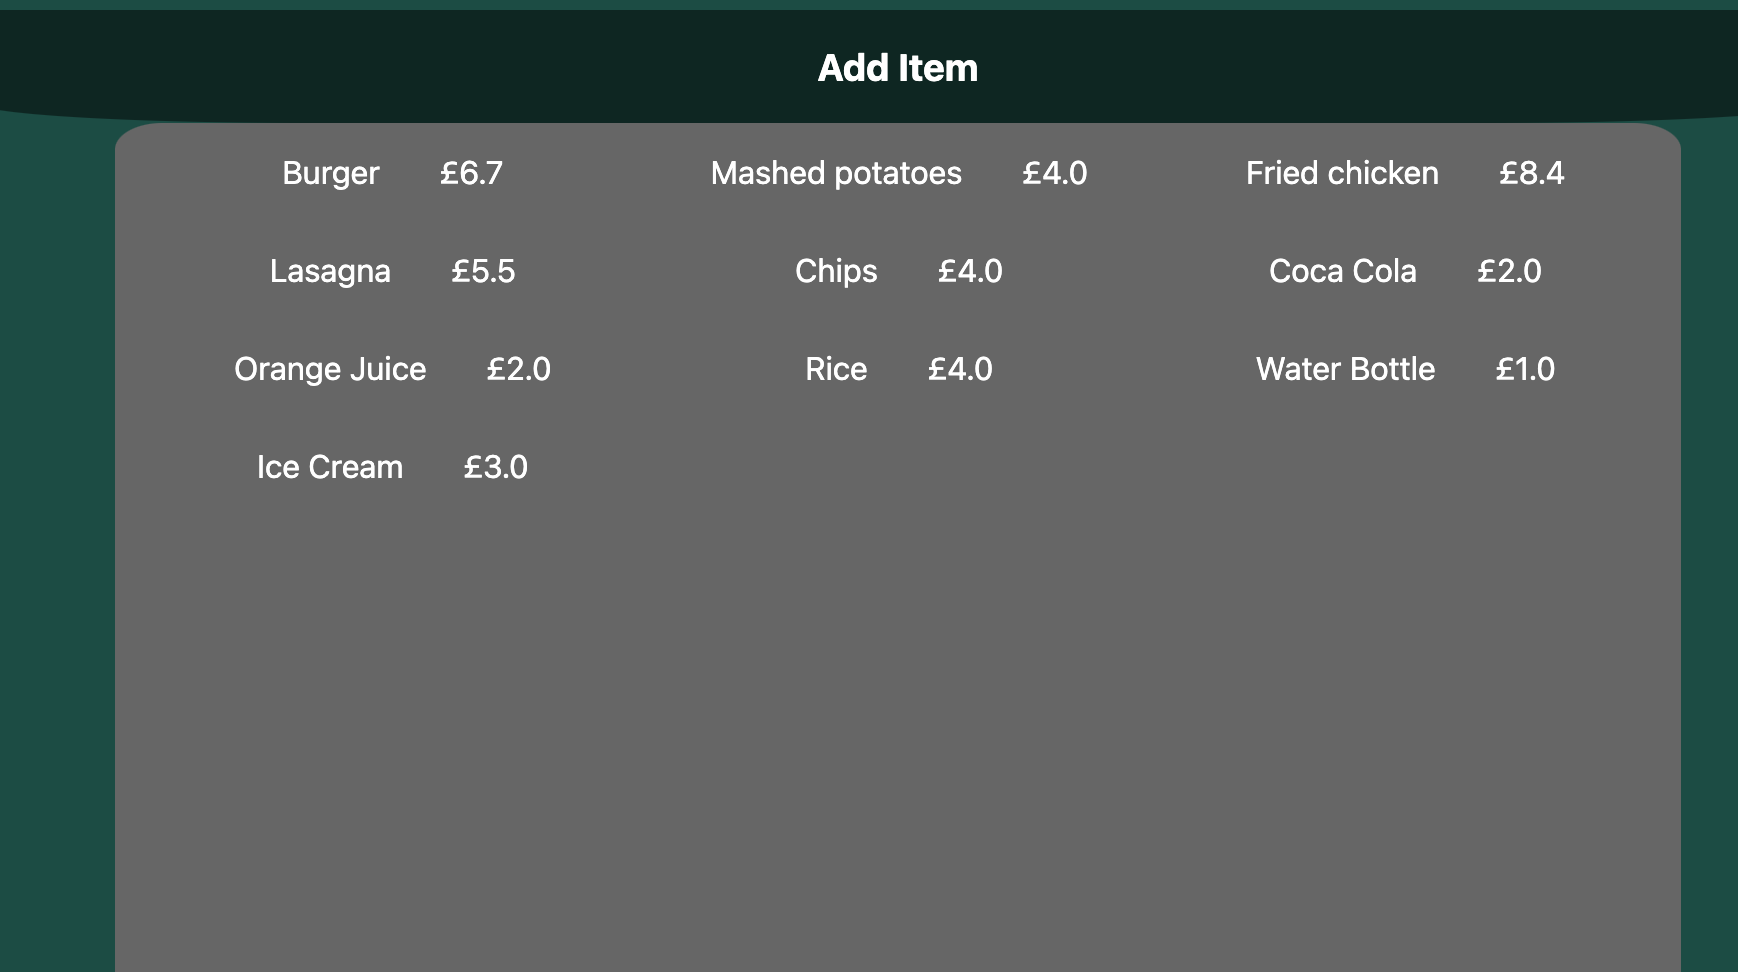 Add Item
Burger £6.7 Mashed potatoes £4.0 Fried chicken £8.4
Lasagna £5.5 Chips £4.0 Coca Cola £2.0
Orange Juice £2.0 Rice £4.0 Water Bottle £1.0
Ice Cream £3.0